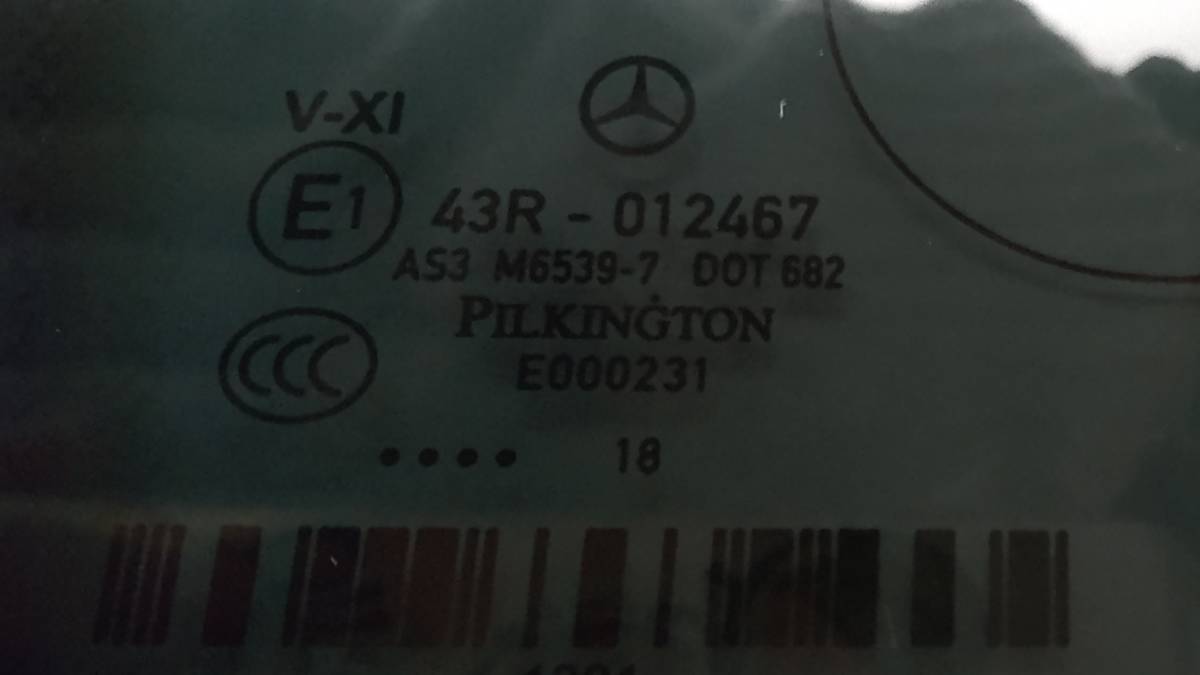 V-XI
E1 43R - 012467
AS3 M6539-7 DOT 682
PILKINGTON
CCC
E000231
•••• 18